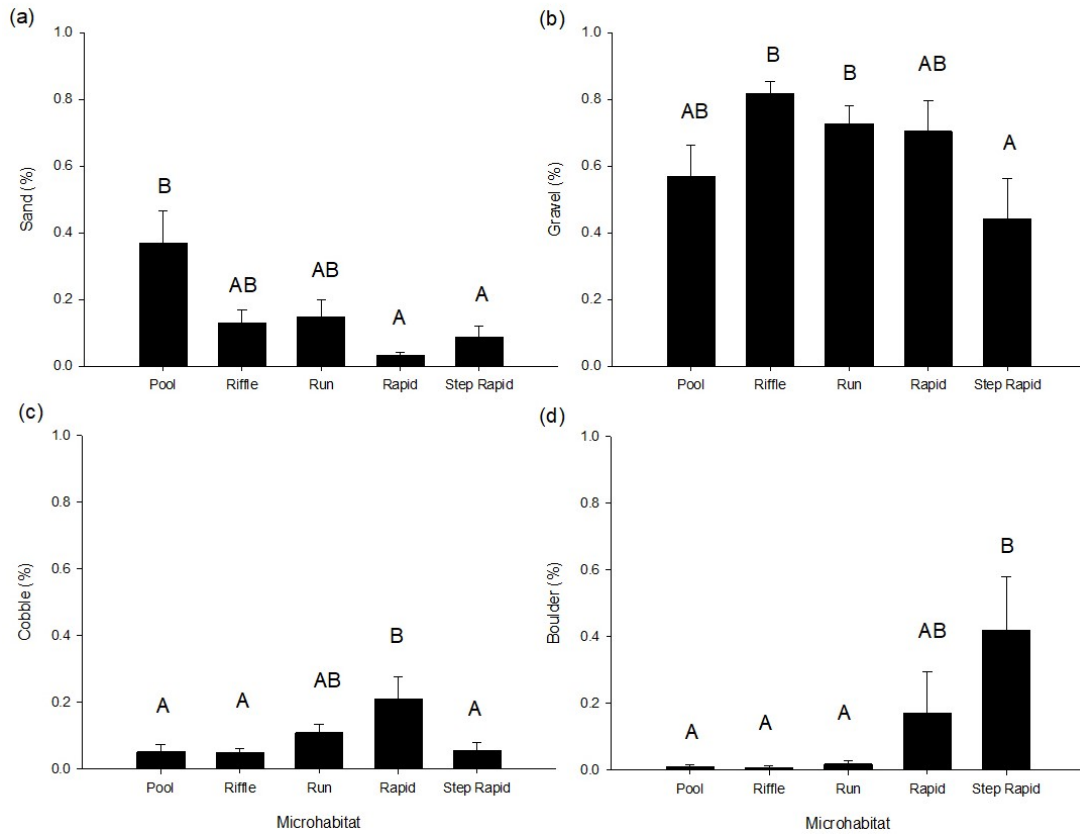 (a)
1.0
0.8
0.6
0.4
0.2
0.0
Sand (%)
B
AB
AB
A
A
Pool Riffle Run Rapid Step Rapid
(b)
1.0
0.8
0.6
0.4
0.2
0.0
Gravel (%)
AB
B
B
AB
A
Pool Riffle Run Rapid Step Rapid
(c)
1.0
0.8
0.6
0.4
0.2
0.0
Cobble (%)
A
A
AB
B
A
Pool Riffle Run Rapid Step Rapid
Microhabitat
(d)
1.0
0.8
0.6
0.4
0.2
0.0
Boulder (%)
A
A
A
AB
B
Pool Riffle Run Rapid Step Rapid
Microhabitat